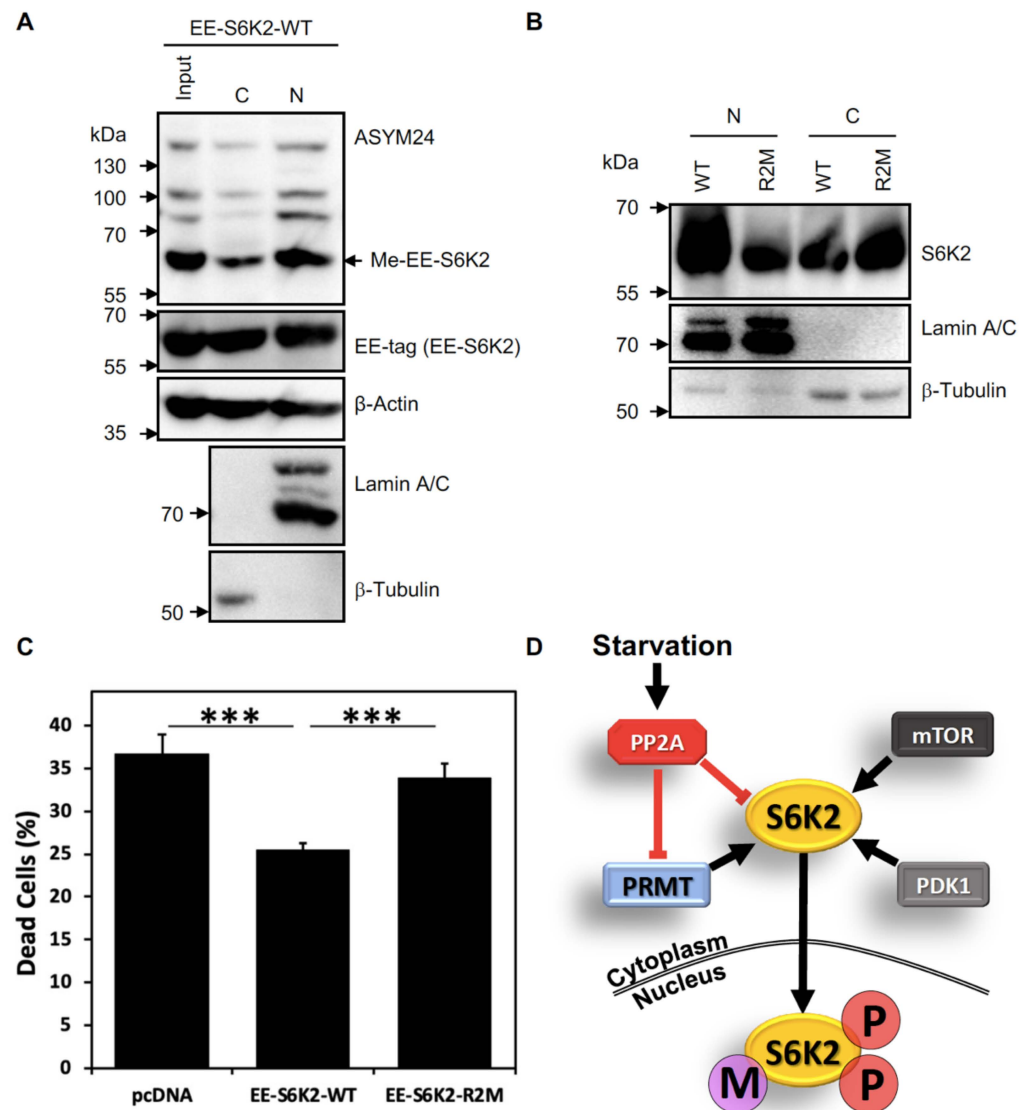 A
EE-S6K2-WT
Input
C
N
kDa
ASYM24
130
100
70
Me-EE-S6K2
55
70
EE-tag (EE-S6K2)
55
β-Actin
35
Lamin A/C
70
β-Tubulin
50
B
N
C
kDa
WT
R2M
WT
R2M
70
S6K2
55
Lamin A/C
70
β-Tubulin
50
C
Dead Cells (%)
40
35
30
25
20
15
10
5
0
***
***
pcDNA
EE-S6K2-WT
EE-S6K2-R2M
D
Starvation
PP2A
mTOR
S6K2
PRMT
PDK1
Cytoplasm
Nucleus
S6K2
P
M
P